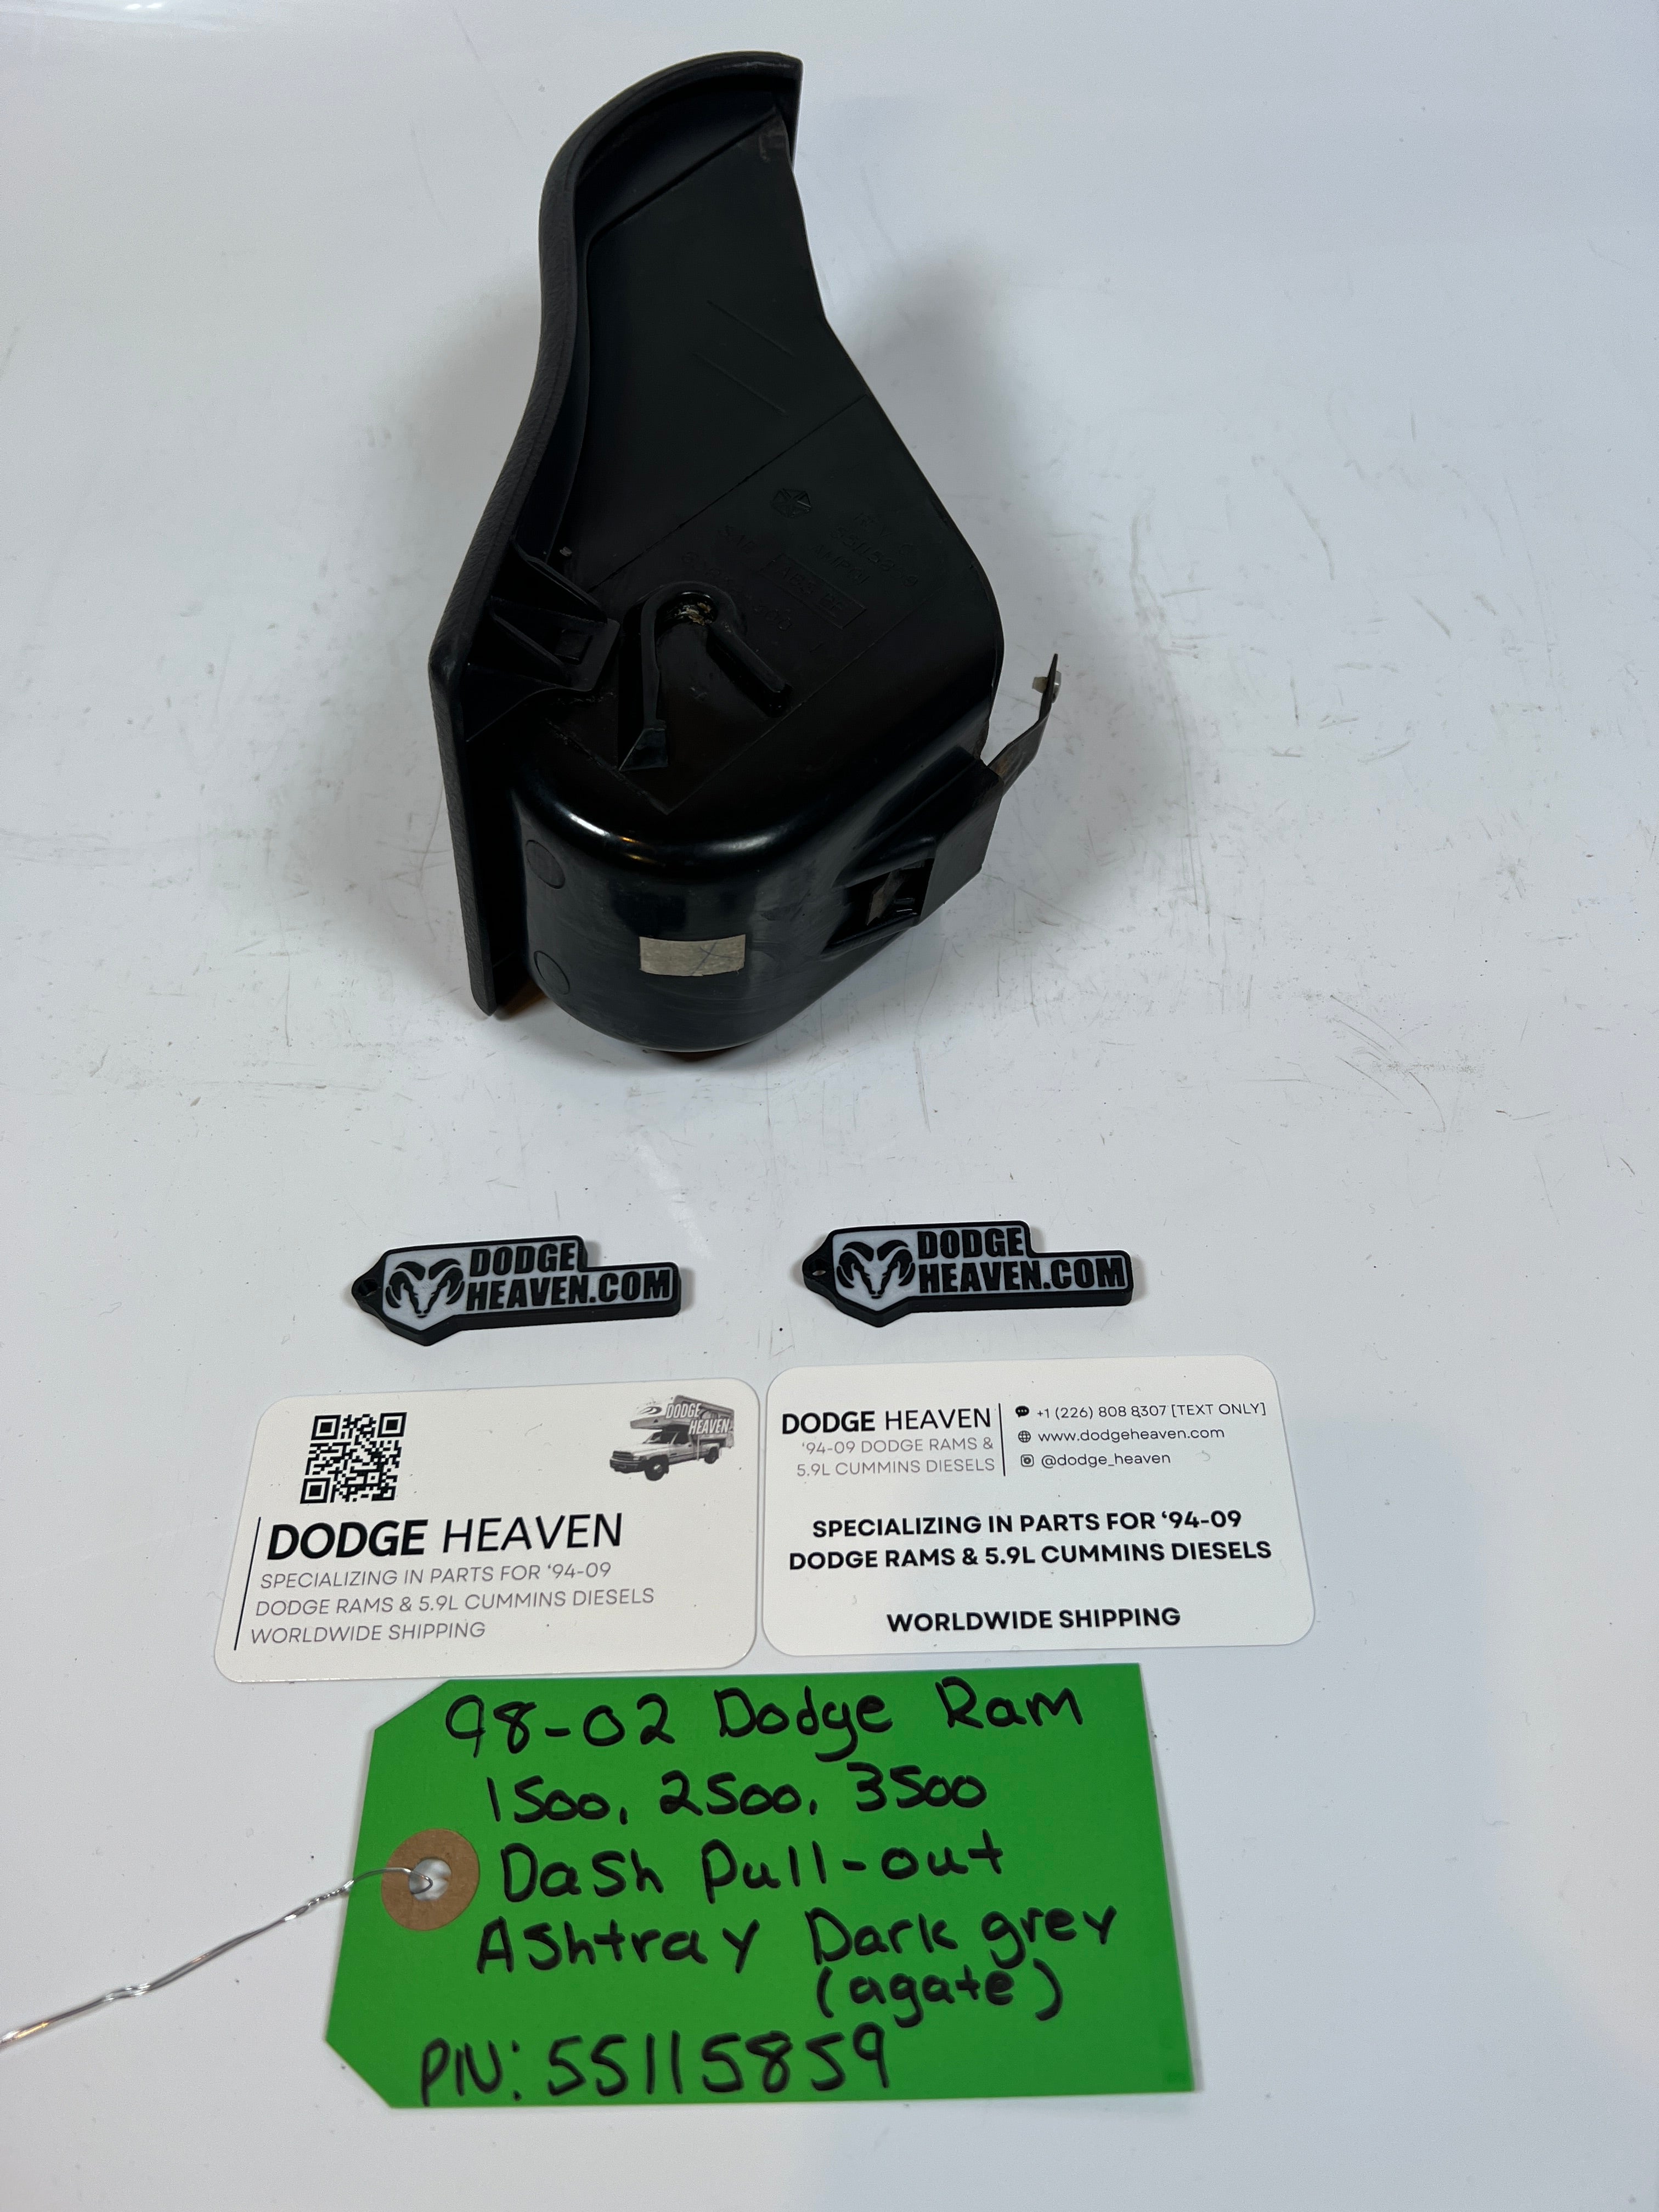 DODGE
HEAVEN.COM
DODGE
HEAVEN.COM
DODGE
HEAVEN
DODGE HEAVEN
SPECIALIZING IN PARTS FOR ‘94-09
DODGE RAMS & 5.9L CUMMINS DIESELS
WORLDWIDE SHIPPING
DODGE HEAVEN
‘94-09 DODGE RAMS &
5.9L CUMMINS DIESELS
+1 (226) 808 8307 [TEXT ONLY]
www.dodgeheaven.com
@dodge_heaven
SPECIALIZING IN PARTS FOR ‘94-09
DODGE RAMS & 5.9L CUMMINS DIESELS
WORLDWIDE SHIPPING
98-02 Dodge Ram
1500, 2500, 3500
Dash Pull-out
Ashtray Dark grey
(agate)
PN: 55115859